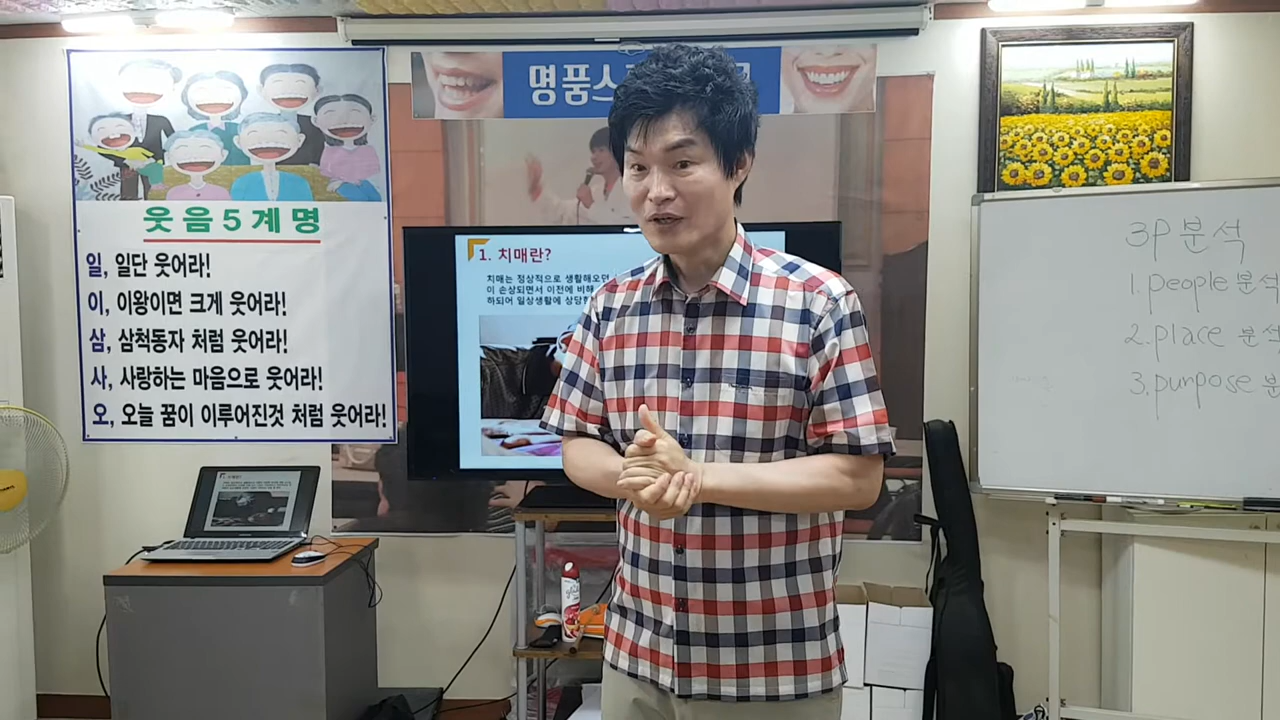 웃음5계명
일, 일단 웃어라!
이, 이왕이면 크게 웃어라!
삼, 삼척동자 처럼 웃어라!
사, 사랑하는 마음으로 웃어라!
오, 오늘 꿈이 이루어진것 처럼 웃어라!
명품스
1. 치매란?
치매는 정상적으로 생활해오던
이 손상되면서 이전에 비해
하되어 일상생활에 상당한
3P 분석
1. people 분석
2. place 분석
3. purpose 분